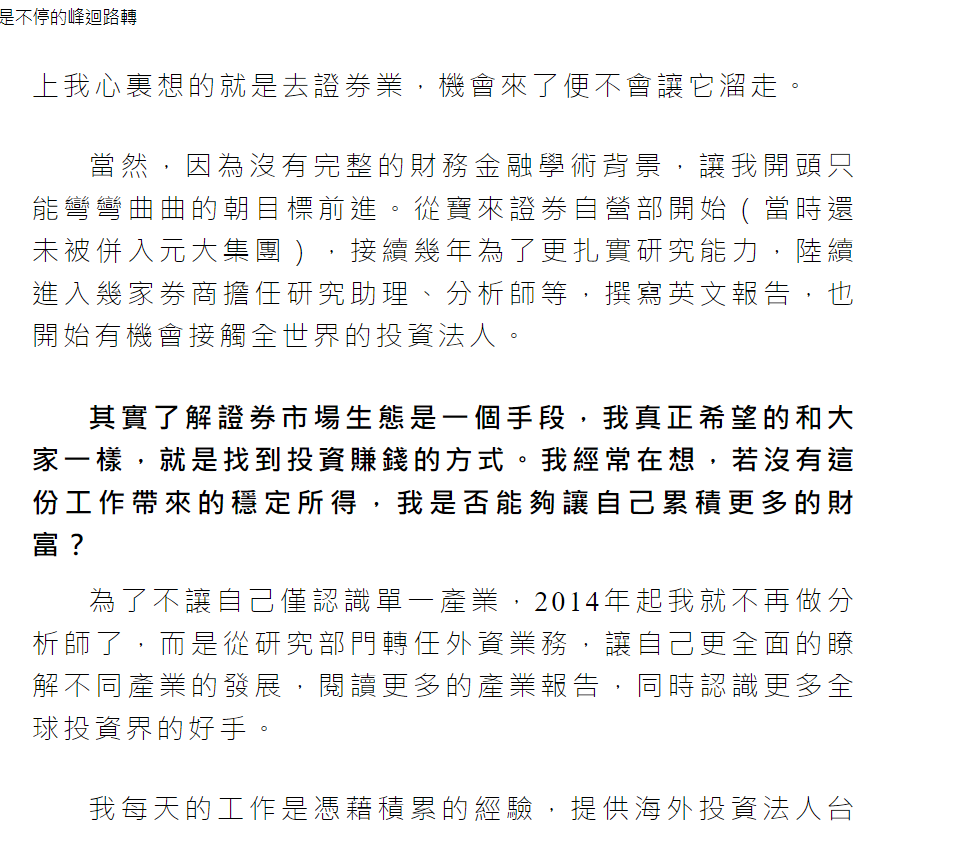 是不停的峰迴路轉
上我心裏想的就是去證券業，機會來了便不會讓它溜走。
當然，因為沒有完整的財務金融學術背景，讓我開頭只
能彎彎曲曲的朝目標前進。從寶來證券自營部開始（當時還
未被併入元大集團），接續幾年為了更扎實研究能力，陸續
進入幾家券商擔任研究助理、分析師等，撰寫英文報告，也
開始有機會接觸全世界的投資法人。
其實了解證券市場生態是一個手段，我真正希望的和大
家一樣，就是找到投資賺錢的方式。我經常在想，若沒有這
份工作帶來的穩定所得，我是否能夠讓自己累積更多的財
富？
為了不讓自己僅認識單一產業，2014年起我就不再做分
析師了，而是從研究部門轉任外資業務，讓自己更全面的瞭
解不同產業的發展，閱讀更多的產業報告，同時認識更多全
球投資界的好手。
我每天的工作是憑藉積累的經驗，提供海外投資法人台